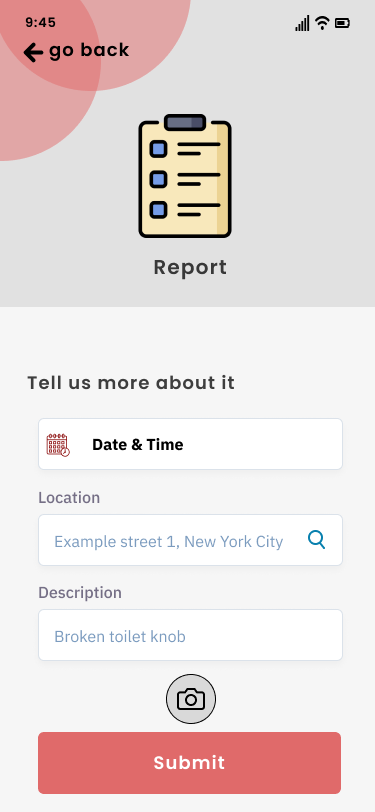 9:45
go back
Report
Tell us more about it
Date & Time
Location
Example street 1, New York City
Description
Broken toilet knob
Submit